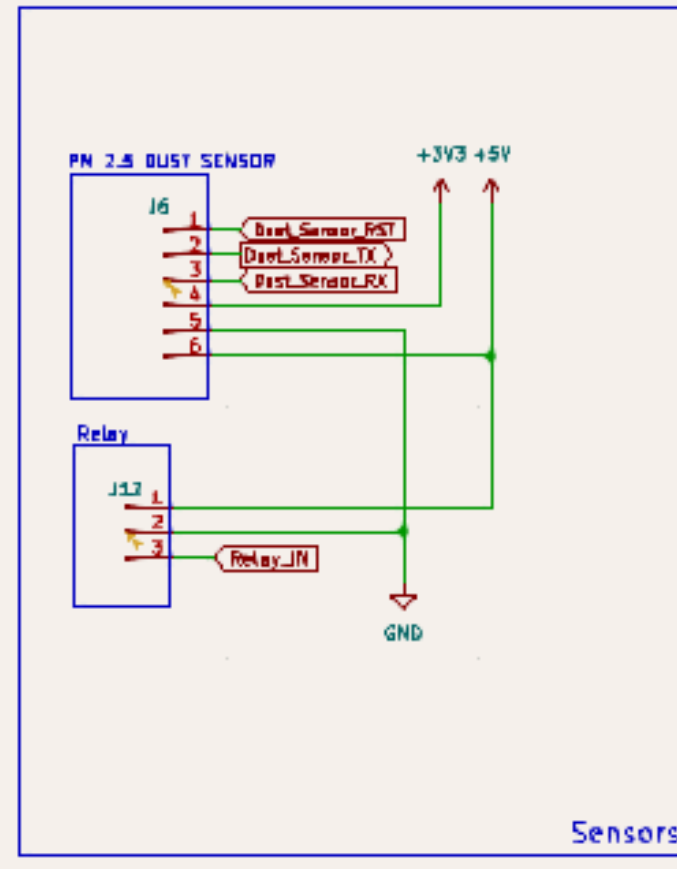 PM 2.5 DUST SENSOR
+3V3 +5V
J6
1 Dust_Sensor_RST
2 Dust_Sensor_TX
3 Dust_Sensor_RX
4
5
6
Relay
J12
1
2
3 Relay_IN
GND
Sensors